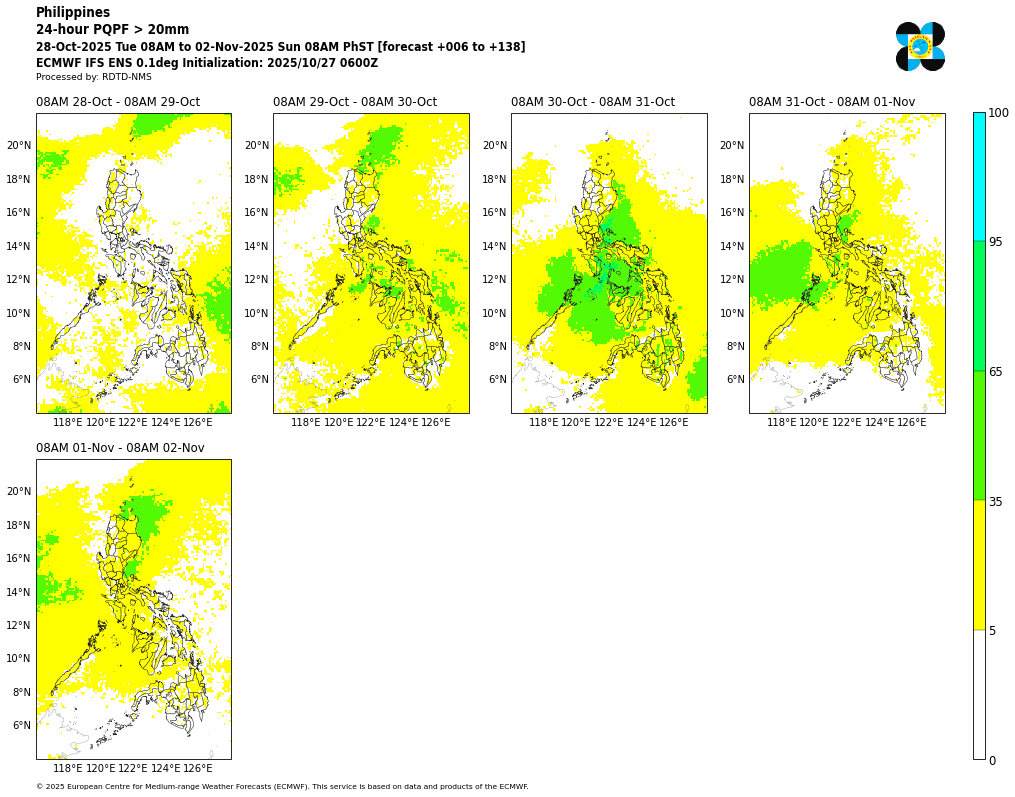 Philippines
24-hour PQPF > 20mm
28-Oct-2025 Tue 08AM to 02-Nov-2025 Sun 08AM PhST [forecast +006 to +138]
ECMWF IFS ENS 0.1deg Initialization: 2025/10/27 0600Z
Processed by: RDTD-NMS
08AM 28-Oct - 08AM 29-Oct
20°N
18°N
16°N
14°N
12°N
10°N
8°N
6°N
118°E 120°E 122°E 124°E 126°E
08AM 29-Oct - 08AM 30-Oct
20°N
18°N
16°N
14°N
12°N
10°N
8°N
6°N
118°E 120°E 122°E 124°E 126°E
08AM 30-Oct - 08AM 31-Oct
20°N
18°N
16°N
14°N
12°N
10°N
8°N
6°N
118°E 120°E 122°E 124°E 126°E
08AM 31-Oct - 08AM 01-Nov
20°N
18°N
16°N
14°N
12°N
10°N
8°N
6°N
118°E 120°E 122°E 124°E 126°E
100
95
65
35
5
0
08AM 01-Nov - 08AM 02-Nov
20°N
18°N
16°N
14°N
12°N
10°N
8°N
6°N
118°E 120°E 122°E 124°E 126°E
© 2025 European Centre for Medium-range Weather Forecasts (ECMWF). This service is based on data and products of the ECMWF.